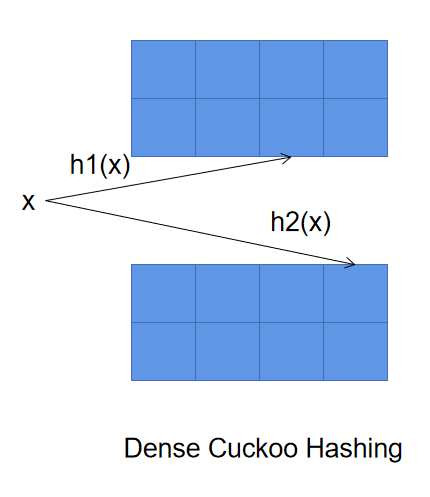 h1(x)
x
h2(x)
Dense Cuckoo Hashing